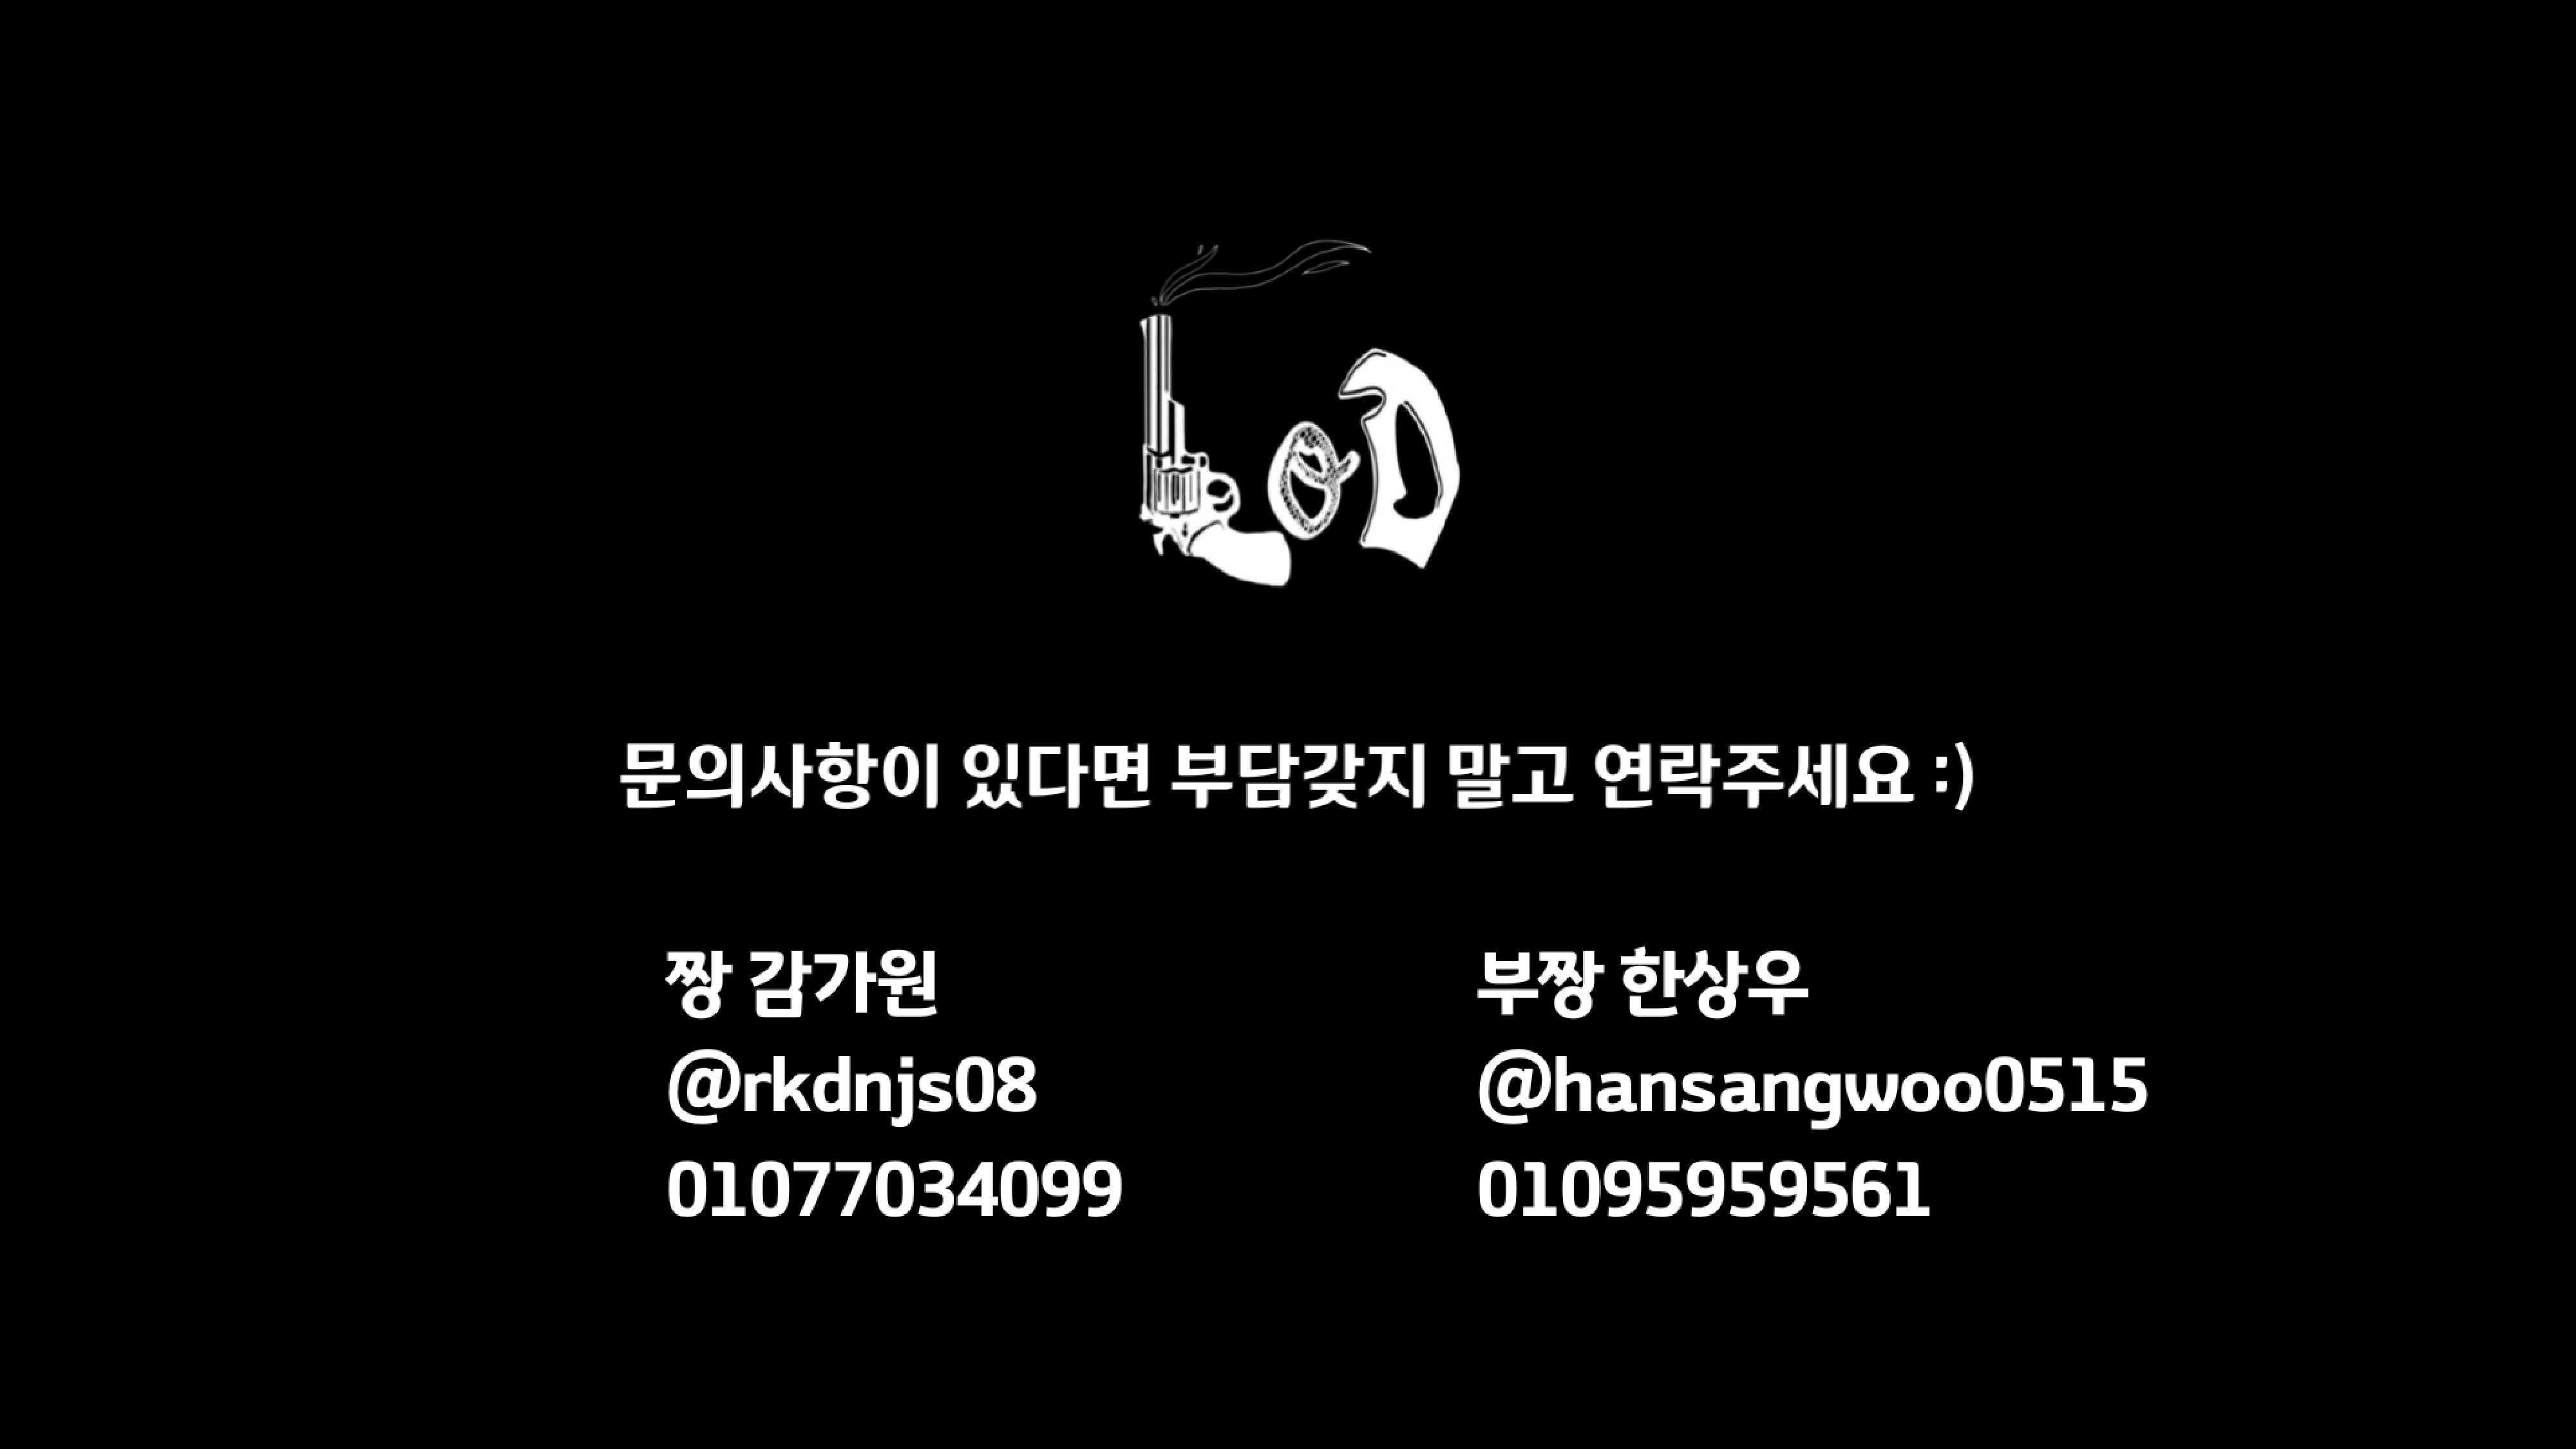 LoD
문의사항이 있다면 부담갖지 말고 연락주세요 :)
짱 감가원
@rkdnjs08
01077034099
부짱 한상우
@hansangwoo0515
01095959561